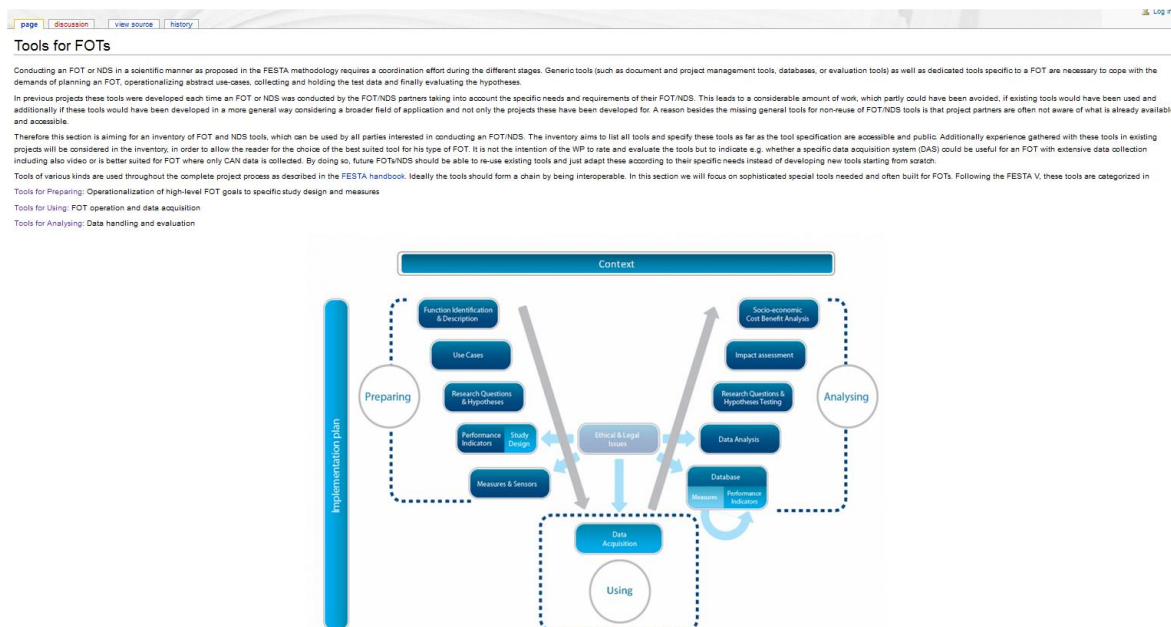 Log in
page discussion view source history
Tools for FOTs
Conducting an FOT or NDS in a scientific manner as proposed in the FESTA methodology requires a coordination effort during the different stages. Generic tools (such as document and project management tools, databases, or evaluation tools) as well as dedicated tools specific to a FOT are necessary to cope with the
demands of planning an FOT, operationalizing abstract use-cases, collecting and holding the test data and finally evaluating the hypotheses.
In previous projects these tools were developed each time an FOT or NDS was conducted by the FOT/NDS partners taking into account the specific needs and requirements of their FOT/NDS. This leads to a considerable amount of work, which partly could have been avoided, if existing tools would have been used and
additionally if these tools would have been developed in a more general way considering a broader field of application and not only the projects these have been developed for. A reason besides the missing general tools for non-reuse of FOT/NDS tools is that project partners are often not aware of what is already available
and accessible.
Therefore this section is aiming for an inventory of FOT and NDS tools, which can be used by all parties interested in conducting an FOT/NDS. The inventory aims to list all tools and specify these tools as far as the tool specification are accessible and public. Additionally experience gathered with these tools in existing
projects will be considered in the inventory, in order to allow the reader for the choice of the best suited tool for his type of FOT. It is not the intention of the WP to rate and evaluate the tools but to indicate e.g. whether a specific data acquisition system (DAS) could be useful for an FOT with extensive data collection
including also video or is better suited for FOT where only CAN data is collected. By doing so, future FOTs/NDS should be able to re-use existing tools and just adapt these according to their specific needs instead of developing new tools starting from scratch.
Tools of various kinds are used throughout the complete project process as described in the FESTA handbook. Ideally the tools should form a chain by being interoperable. In this section we will focus on sophisticated special tools needed and often built for FOTs. Following the FESTA V, these tools are categorized in
Tools for Preparing: Operationalization of high-level FOT goals to specific study design and measures
Tools for Using: FOT operation and data acquisition
Tools for Analysing: Data handling and evaluation
Context
Implementation plan
Preparing
Function Identification
& Description
Use Cases
Research Questions
& Hypotheses
Performance
Indicators
Study
Design
Measures & Sensors
Ethical & Legal
Issues
Data
Acquisition
Using
Socio-economic
Cost Benefit Analysis
Impact assessment
Research Questions &
Hypotheses Testing
Data Analysis
Database
Measures
Performance
Indicators
Analysing